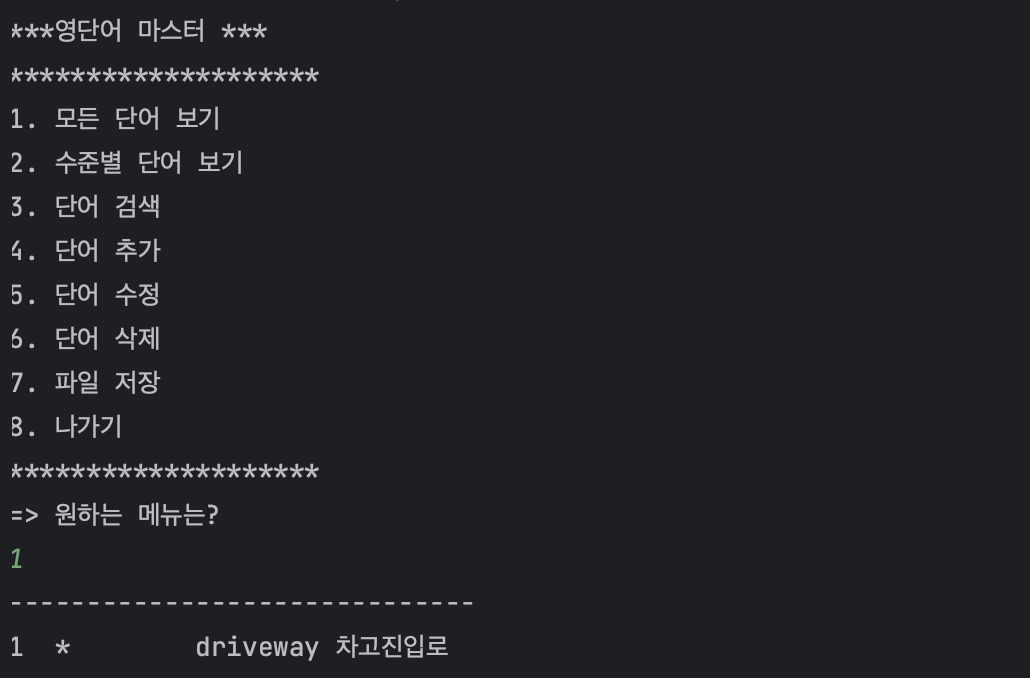 ***영단어 마스터 ***
********************
1. 모든 단어 보기
2. 수준별 단어 보기
3. 단어 검색
4. 단어 추가
5. 단어 수정
6. 단어 삭제
7. 파일 저장
8. 나가기
********************
=> 원하는 메뉴는?
1
------------------------------
1  *        driveway 차고진입로